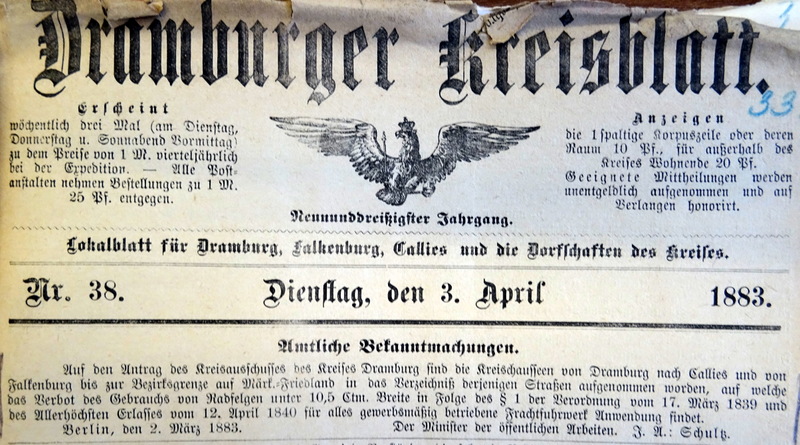 Dramburger Kreisblatt.
33
Erscheint
wöchentlich drei Mal (am Dienstag,
Donnerstag u. Sonnabend Vormittag)
zu dem Preise von 1 M. vierteljährlich
bei der Expedition. — Alle Post-
anstalten nehmen Bestellungen zu 1 M.
25 Pf. entgegen.
Anzeigen
die 1spaltige Korpuszeile oder deren
Raum 10 Pf., für außerhalb des
Kreises Wohnende 20 Pf.
Geeignete Mittheilungen werden
unentgeldlich aufgenommen und auf
Verlangen honorirt.
Neunundreißigster Jahrgang.
Lokalblatt für Dramburg, Falkenburg, Callies und die Dorfschaften des Kreises.
Nr. 38. Dienstag, den 3. April 1883.
Amtliche Bekanntmachungen.
Auf den Antrag des Kreisausschusses des Kreises Dramburg sind die Kreischausseen von Dramburg nach Callies und von
Falkenburg bis zur Bezirksgrenze auf Märk.-Friedland in das Verzeichniß derjenigen Straßen aufgenommen worden, auf welche
das Verbot des Gebrauchs von Radfelgen unter 10,5 Ctm. Breite in Folge des § 1 der Verordnung vom 17. März 1839 und
des Allerhöchsten Erlasses vom 12. April 1840 für alles gewerbsmäßig betriebene Frachtfuhrwerk Anwendung findet.
Berlin, den 2. März 1883. Der Minister der öffentlichen Arbeiten. J. A.: Schultz.